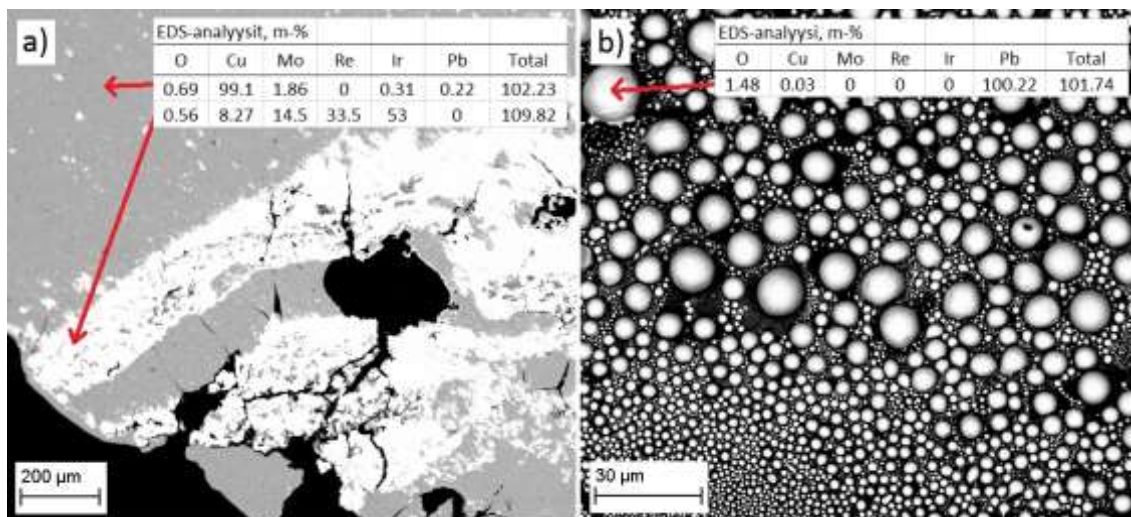 a)
EDS-analyysit, m-%
O Cu Mo Re Ir Pb Total
0.69 99.1 1.86 0 0.31 0.22 102.23
0.56 8.27 14.5 33.5 53 0 109.82
200 µm
b)
EDS-analyysi, m-%
O Cu Mo Re Ir Pb Total
1.48 0.03 0 0 0 100.22 101.74
30 µm